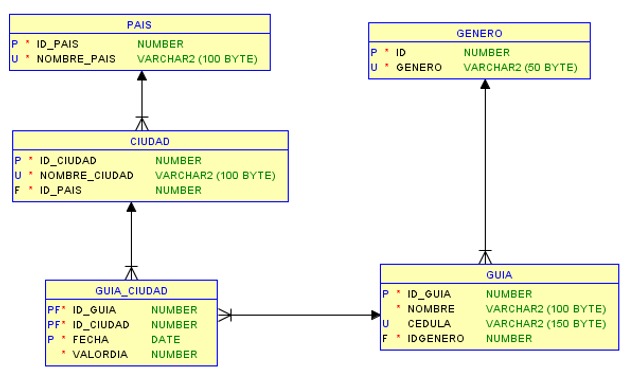 PAIS
P * ID_PAIS NUMBER
U * NOMBRE_PAIS VARCHAR2 (100 BYTE)
GENERO
P * ID NUMBER
U * GENERO VARCHAR2 (50 BYTE)
CIUDAD
P * ID_CIUDAD NUMBER
U * NOMBRE_CIUDAD VARCHAR2 (100 BYTE)
F * ID_PAIS NUMBER
GUIA_CIUDAD
PF* ID_GUIA NUMBER
PF* ID_CIUDAD NUMBER
P * FECHA DATE
* VALORDIA NUMBER
GUIA
P * ID_GUIA NUMBER
* NOMBRE VARCHAR2 (100 BYTE)
U CEDULA VARCHAR2 (150 BYTE)
F * IDGENERO NUMBER